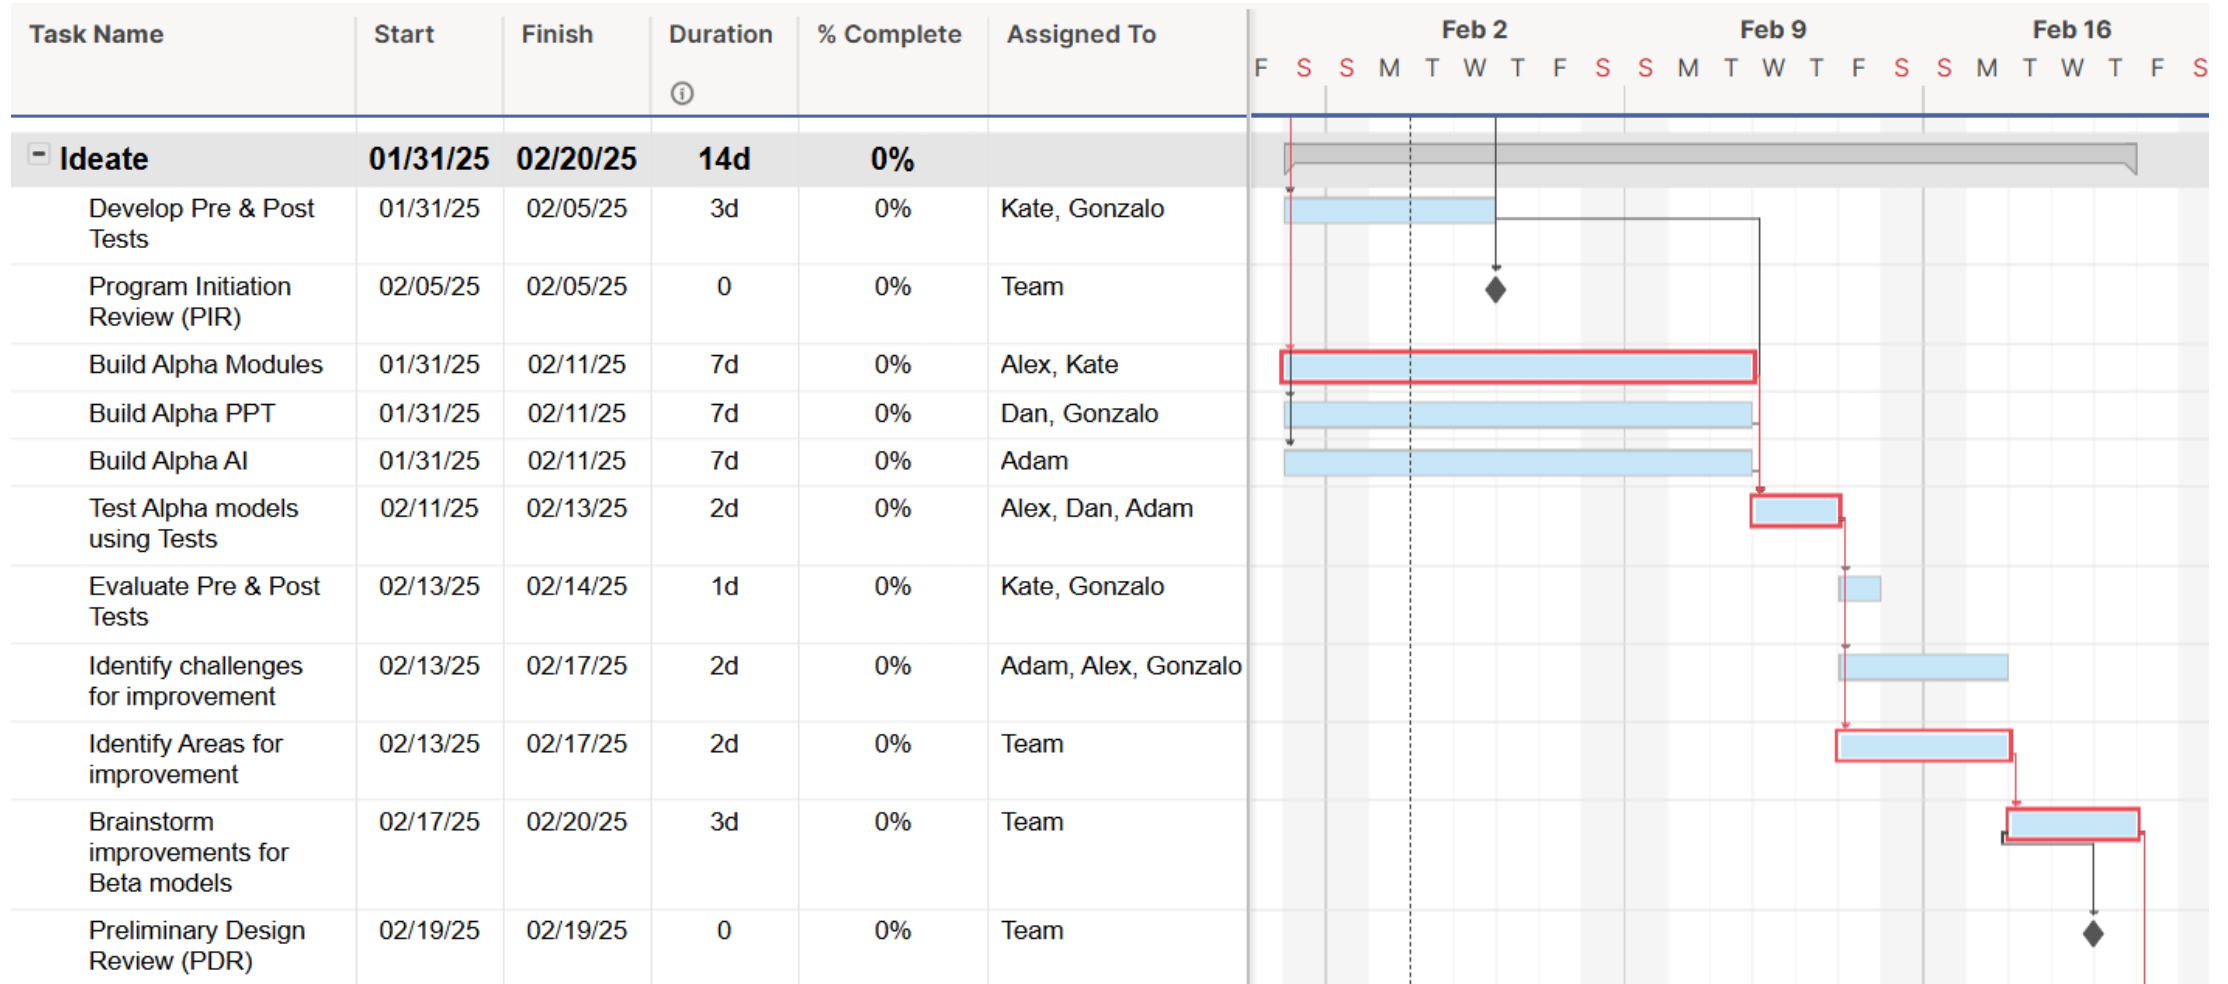 Task Name Start Finish Duration % Complete Assigned To Feb 2 Feb 9 Feb 16
F S S M T W T F S S M T W T F S S M T W T F S
Ideate 01/31/25 02/20/25 14d 0%
Develop Pre & Post 01/31/25 02/05/25 3d 0% Kate, Gonzalo
Tests
Program Initiation 02/05/25 02/05/25 0 0% Team
Review (PIR)
Build Alpha Modules 01/31/25 02/11/25 7d 0% Alex, Kate
Build Alpha PPT 01/31/25 02/11/25 7d 0% Dan, Gonzalo
Build Alpha AI 01/31/25 02/11/25 7d 0% Adam
Test Alpha models 02/11/25 02/13/25 2d 0% Alex, Dan, Adam
using Tests
Evaluate Pre & Post 02/13/25 02/14/25 1d 0% Kate, Gonzalo
Tests
Identify challenges 02/13/25 02/17/25 2d 0% Adam, Alex, Gonzalo
for improvement
Identify Areas for 02/13/25 02/17/25 2d 0% Team
improvement
Brainstorm 02/17/25 02/20/25 3d 0% Team
improvements for
Beta models
Preliminary Design 02/19/25 02/19/25 0 0% Team
Review (PDR)